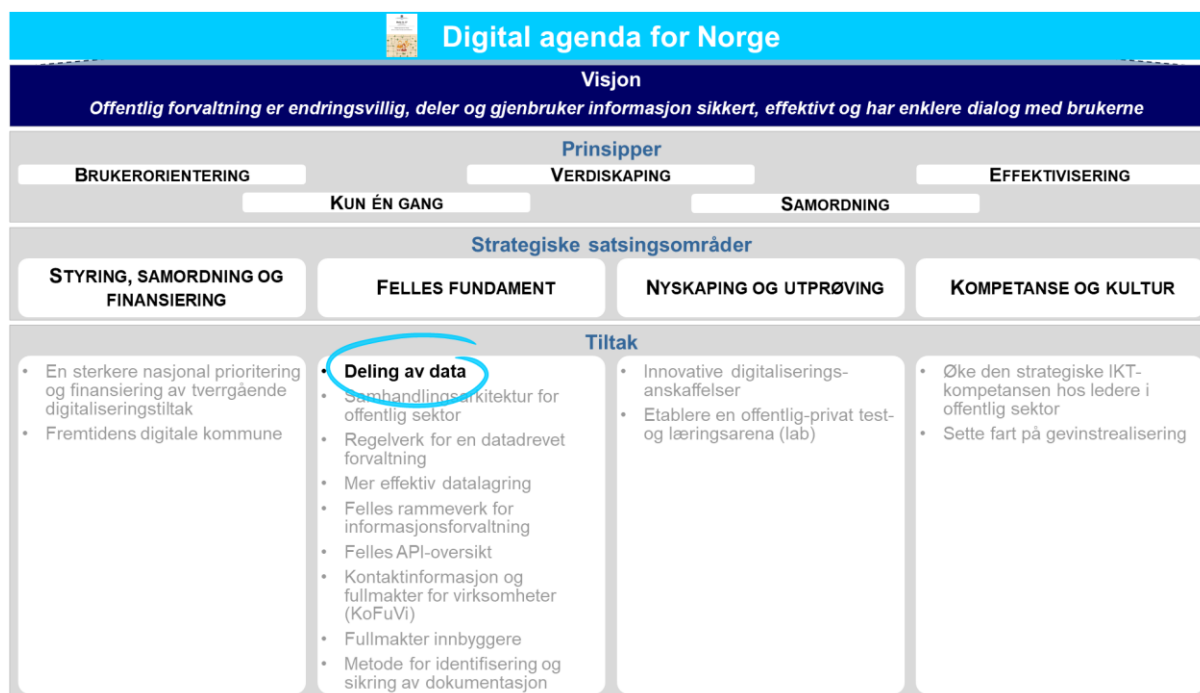 Digital agenda for Norge
Visjon
Offentlig forvaltning er endringsvillig, deler og gjenbruker informasjon sikkert, effektivt og har enklere dialog med brukerne
Prinsipper
BRUKERORIENTERING
VERDISKAPING
EFFEKTIVISERING
KUN ÉN GANG
SAMORDNING
Strategiske satsingsområder
STYRING, SAMORDNING OG
FINANSIERING
FELLES FUNDAMENT
NYSKAPING OG UTPRØVING
KOMPETANSE OG KULTUR
Tiltak
• En sterkere nasjonal prioritering
og finansiering av tverrgående
digitaliseringstiltak
• Fremtidens digitale kommune
• Deling av data
• Samhandlingsarkitektur for
offentlig sektor
• Regelverk for en datadrevet
forvaltning
• Mer effektiv datalagring
• Felles rammeverk for
informasjonsforvaltning
• Felles API-oversikt
• Kontaktinformasjon og
fullmakter for virksomheter
(KoFuVi)
• Fullmakter innbyggere
• Metode for identifisering og
sikring av dokumentasjon
• Innovative digitaliserings-
anskaffelser
• Etablere en offentlig-privat test-
og læringsarena (lab)
• Øke den strategiske IKT-
kompetansen hos ledere i
offentlig sektor
• Sette fart på gevinstrealisering